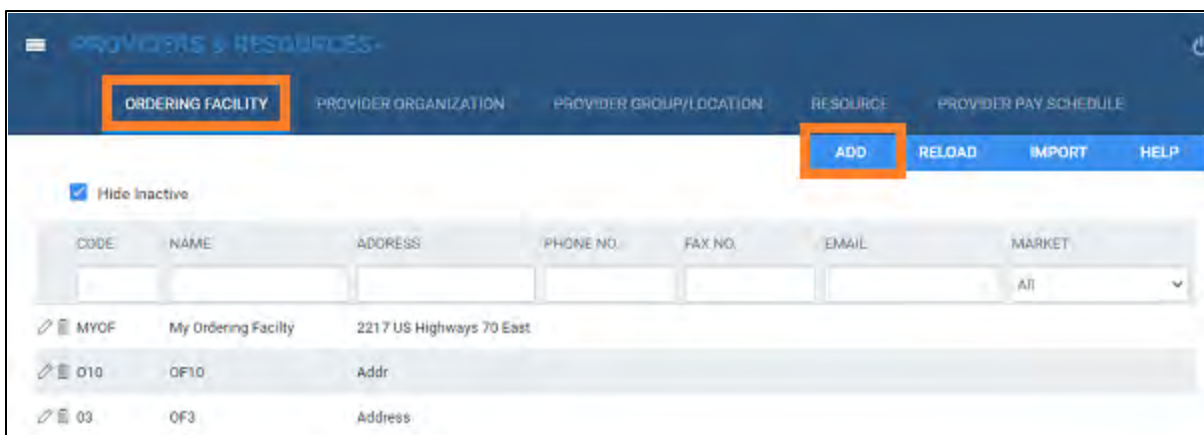 PROVIDERS & RESOURCES
ORDERING FACILITY PROVIDER ORGANIZATION PROVIDER GROUP/LOCATION RESOURCE PROVIDER PAY SCHEDULE
ADD RELOAD IMPORT HELP
Hide Inactive
CODE NAME ADDRESS PHONE NO. FAX NO. EMAIL MARKET
All
MYOF My Ordering Facilty 2217 US Highways 70 East
O10 OF10 Addr
03 OF3 Address